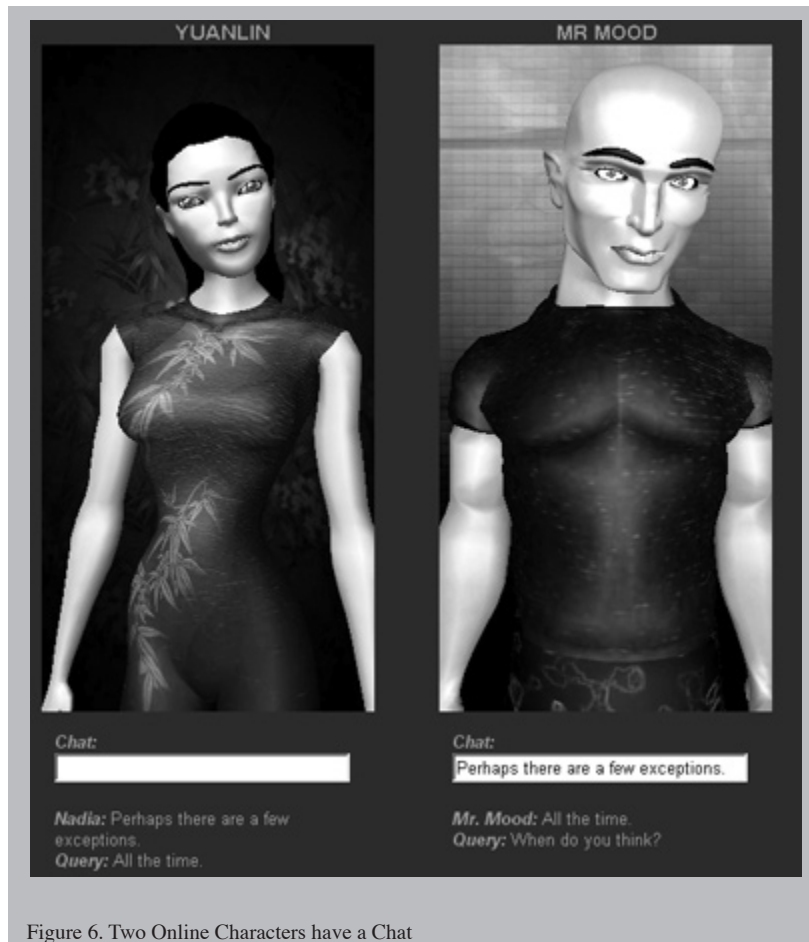 YUANLIN
MR MOOD
Chat:
Nadia: Perhaps there are a few
exceptions.
Query: All the time.
Chat:
Perhaps there are a few exceptions.
Mr. Mood: All the time.
Query: When do you think?
Figure 6. Two Online Characters have a Chat